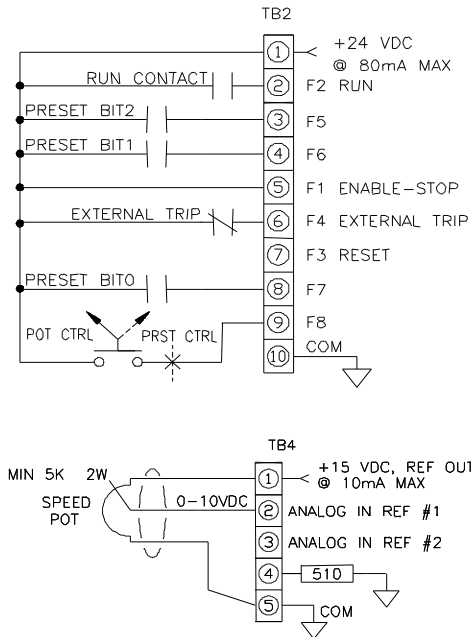 TB2
1 +24 VDC
@ 80mA MAX
RUN CONTACT 2 F2 RUN
PRESET BIT2 3 F5
PRESET BIT1 4 F6
5 F1 ENABLE-STOP
EXTERNAL TRIP 6 F4 EXTERNAL TRIP
7 F3 RESET
PRESET BIT0 8 F7
9 F8
POT CTRL PRST CTRL
10 COM
TB4
MIN 5K 2W
SPEED
POT
1 +15 VDC, REF OUT
@ 10mA MAX
0-10VDC 2 ANALOG IN REF #1
3 ANALOG IN REF #2
4 510
5 COM